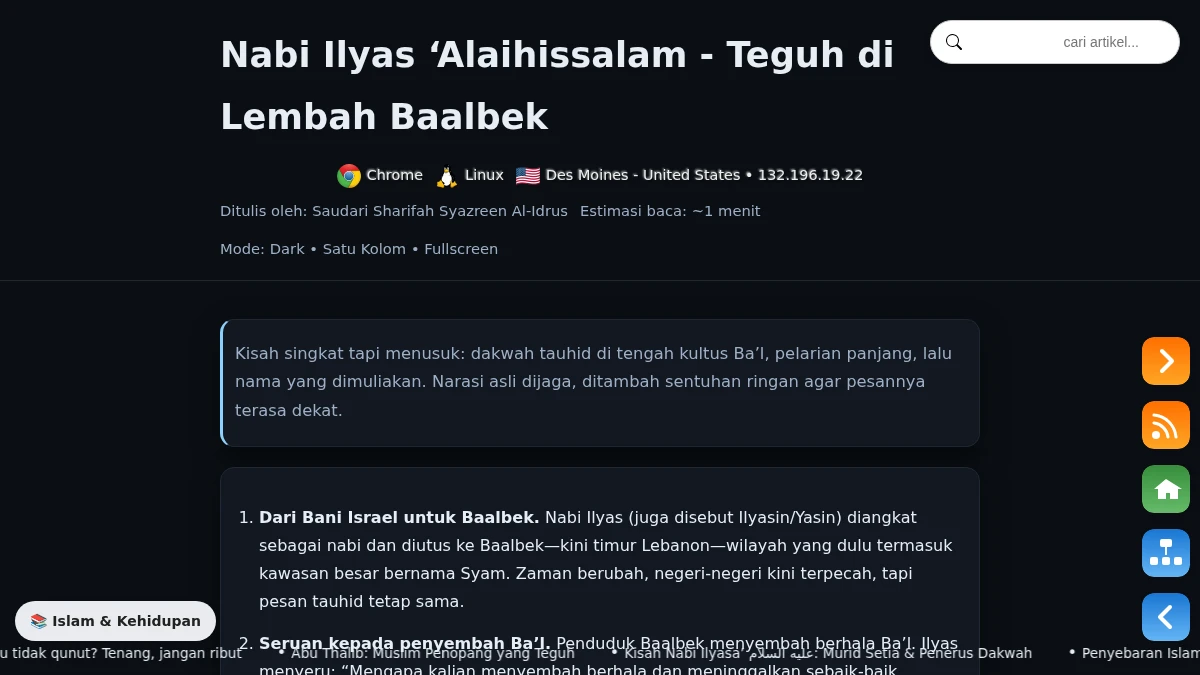 cari artikel...
Nabi Ilyas ‘Alaihissalam - Teguh di
Lembah Baalbek
Chrome Linux Des Moines - United States • 132.196.19.22
Ditulis oleh: Saudari Sharifah Syazreen Al-Idrus Estimasi baca: ~1 menit
Mode: Dark • Satu Kolom • Fullscreen
Kisah singkat tapi menusuk: dakwah tauhid di tengah kultus Ba’l, pelarian panjang, lalu
nama yang dimuliakan. Narasi asli dijaga, ditambah sentuhan ringan agar pesannya
terasa dekat.
1. Dari Bani Israel untuk Baalbek. Nabi Ilyas (juga disebut Ilyasin/Yasin) diangkat
sebagai nabi dan diutus ke Baalbek—kini timur Lebanon—wilayah yang dulu termasuk
kawasan besar bernama Syam. Zaman berubah, negeri-negeri kini terpecah, tapi
pesan tauhid tetap sama.
📚 Islam & Kehidupan
2. Seruan kepada penyembah Ba’l. Penduduk Baalbek menyembah berhala Ba’l. Ilyas
u tidak qunut? Tenang, jangan ribut • Abu Thalib: Muslim Penopang yang Teguh • Kisah Nabi Ilyasa ‎عليه السلام‎: Murid Setia & Penerus Dakwah • Penyebaran Islam
menyeru: “Mengapa kalian menyembah berhala dan meninggalkan sebaik-baik